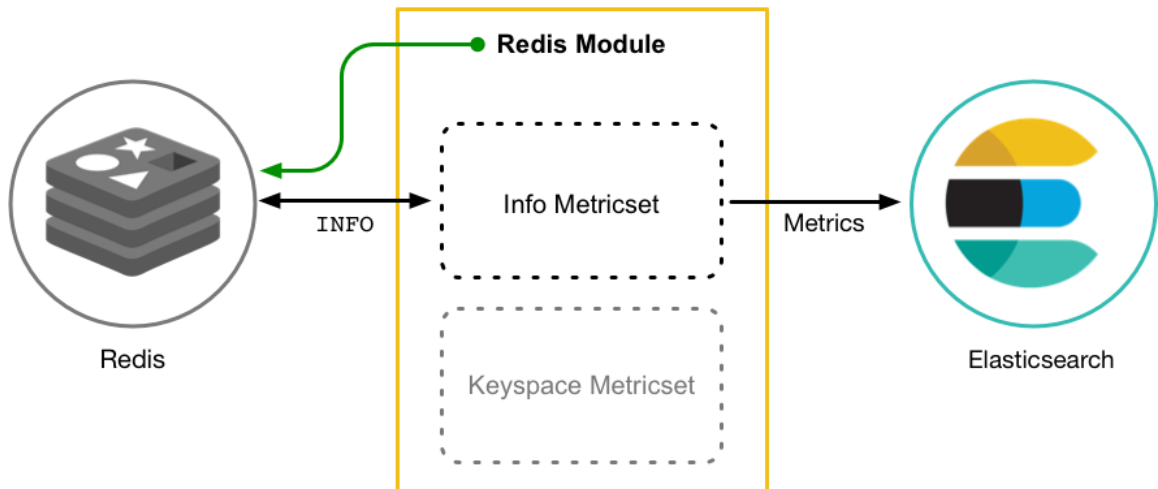 Redis Module
Info Metricset
INFO
Metrics
Redis
Elasticsearch
Keyspace Metricset